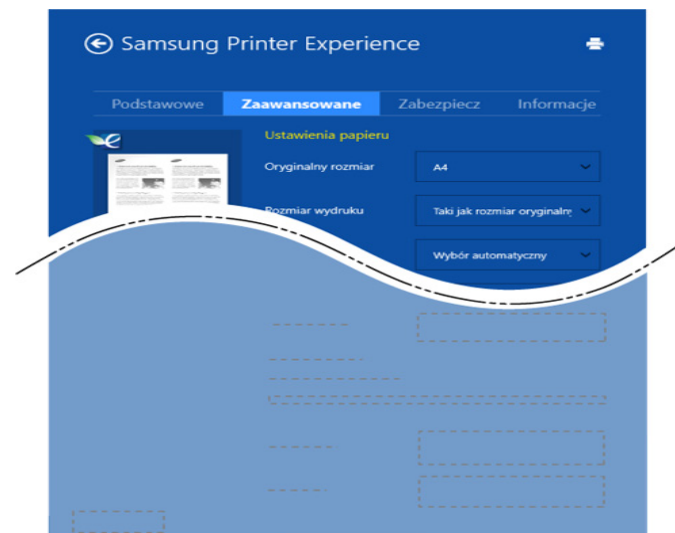 Samsung Printer Experience
Podstawowe Zaawansowane Zabezpiecz Informacje
Ustawienia papieru
Oryginalny rozmiar A4
Rozmiar wydruku Taki jak rozmiar oryginalny
Wybór automatyczny